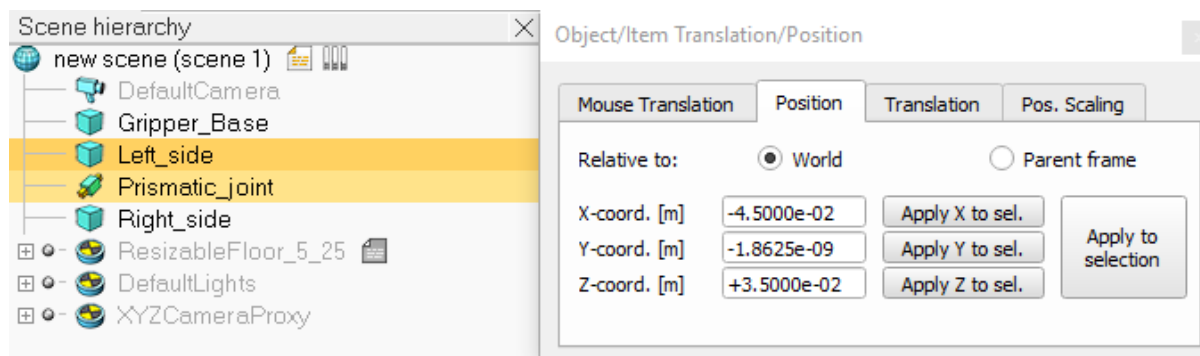 Scene hierarchy
new scene (scene 1)
DefaultCamera
Gripper_Base
Left_side
Prismatic_joint
Right_side
ResizableFloor_5_25
DefaultLights
XYZCameraProxy
Object/Item Translation/Position
Mouse Translation Position Translation Pos. Scaling
Relative to: World Parent frame
X-coord. [m] -4.5000e-02 Apply X to sel.
Y-coord. [m] -1.8625e-09 Apply Y to sel.
Z-coord. [m] +3.5000e-02 Apply Z to sel.
Apply to
selection